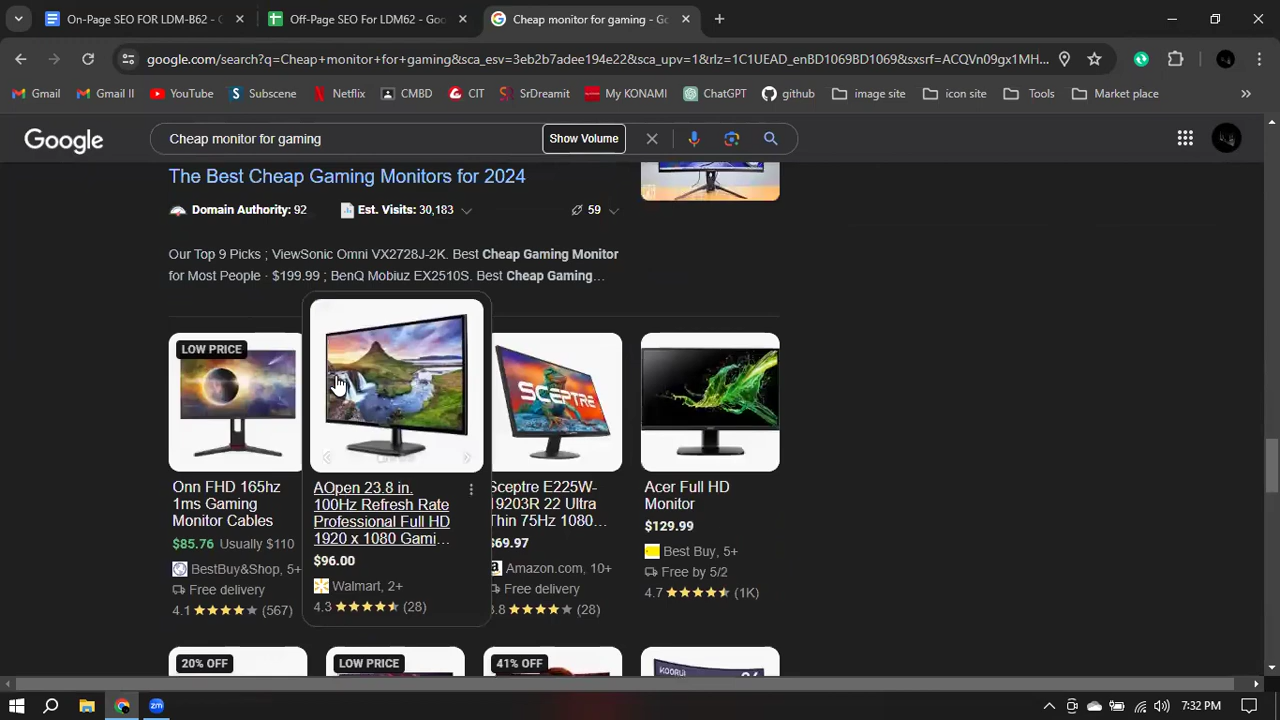 On-Page SEO FOR LDM-B62 - G
Off-Page SEO For LDM62 - Goo
Cheap monitor for gaming - Go
google.com/search?q=Cheap+monitor+for+gaming&sca_esv=3eb2b7adee194e22&sca_upv=1&rlz=1C1UEAD_enBD1069BD1069&sxsrf=ACQVn09gx1MH...
Gmail
Gmail II
YouTube
Subscene
Netflix
CMBD
CIT
SrDreamit
My KONAMI
ChatGPT
github
image site
icon site
Tools
Market place
Google
Cheap monitor for gaming
Show Volume
The Best Cheap Gaming Monitors for 2024
Domain Authority: 92
Est. Visits: 30,183
59
Our Top 9 Picks ; ViewSonic Omni VX2728J-2K. Best Cheap Gaming Monitor
for Most People · $199.99 ; BenQ Mobiuz EX2510S. Best Cheap Gaming...
LOW PRICE
Onn FHD 165hz
1ms Gaming
Monitor Cables
$85.76 Usually $110
BestBuy&Shop, 5+
Free delivery
4.1 (567)
AOpen 23.8 in.
100Hz Refresh Rate
Professional Full HD
1920 x 1080 Gami...
$96.00
Walmart, 2+
4.3 (28)
SCEPTRE
Sceptre E225W-
19203R 22 Ultra
Thin 75Hz 1080...
$69.97
Amazon.com, 10+
Free delivery
3.8 (28)
Acer Full HD
Monitor
$129.99
Best Buy, 5+
Free by 5/2
4.7 (1K)
20% OFF
LOW PRICE
41% OFF
KOORUI
7:32 PM